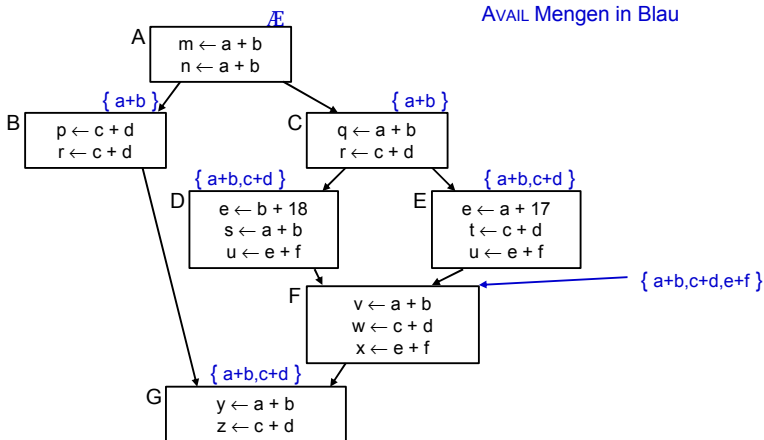 AVAIL Mengen in Blau
Æ
A
m ← a + b
n ← a + b
{ a+b }
{ a+b }
B
p ← c + d
r ← c + d
C
q ← a + b
r ← c + d
{ a+b,c+d }
{ a+b,c+d }
D
e ← b + 18
s ← a + b
u ← e + f
E
e ← a + 17
t ← c + d
u ← e + f
{ a+b,c+d,e+f }
F
v ← a + b
w ← c + d
x ← e + f
{ a+b,c+d }
G
y ← a + b
z ← c + d